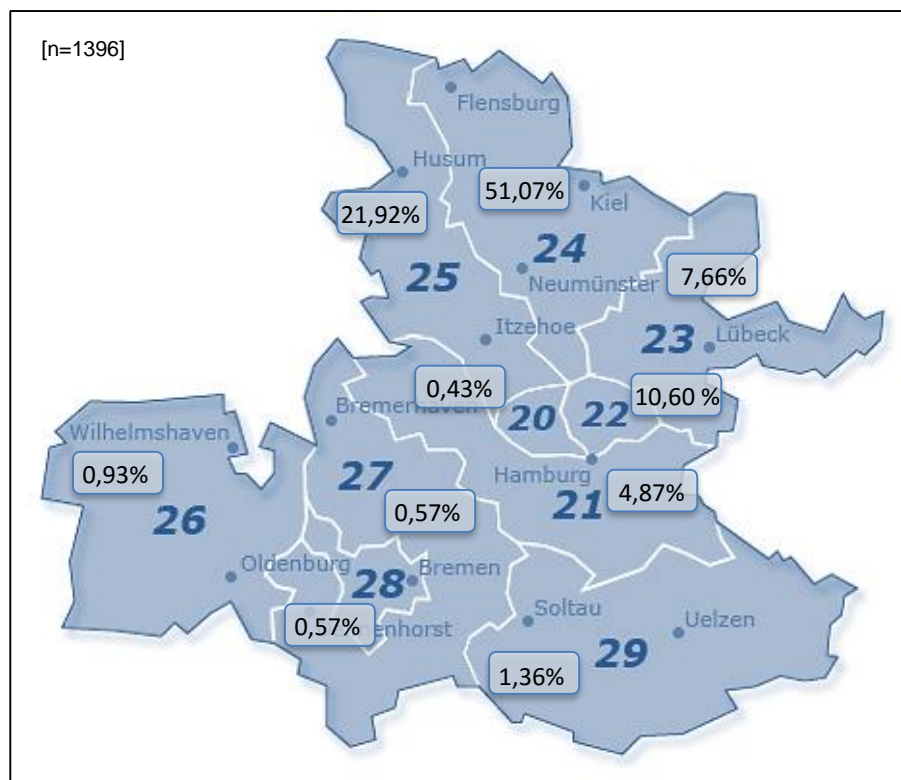 [n=1396]
Flensburg
Husum
51,07%
Kiel
21,92%
24
25
7,66%
Neumünster
Itzehoe
23
Lübeck
0,43%
10,60 %
20
22
Bremerhaven
Wilhelmshaven
0,93%
27
Hamburg
4,87%
21
26
0,57%
Oldenburg
28
Bremen
0,57%
enhorst
Soltau
Uelzen
29
1,36%